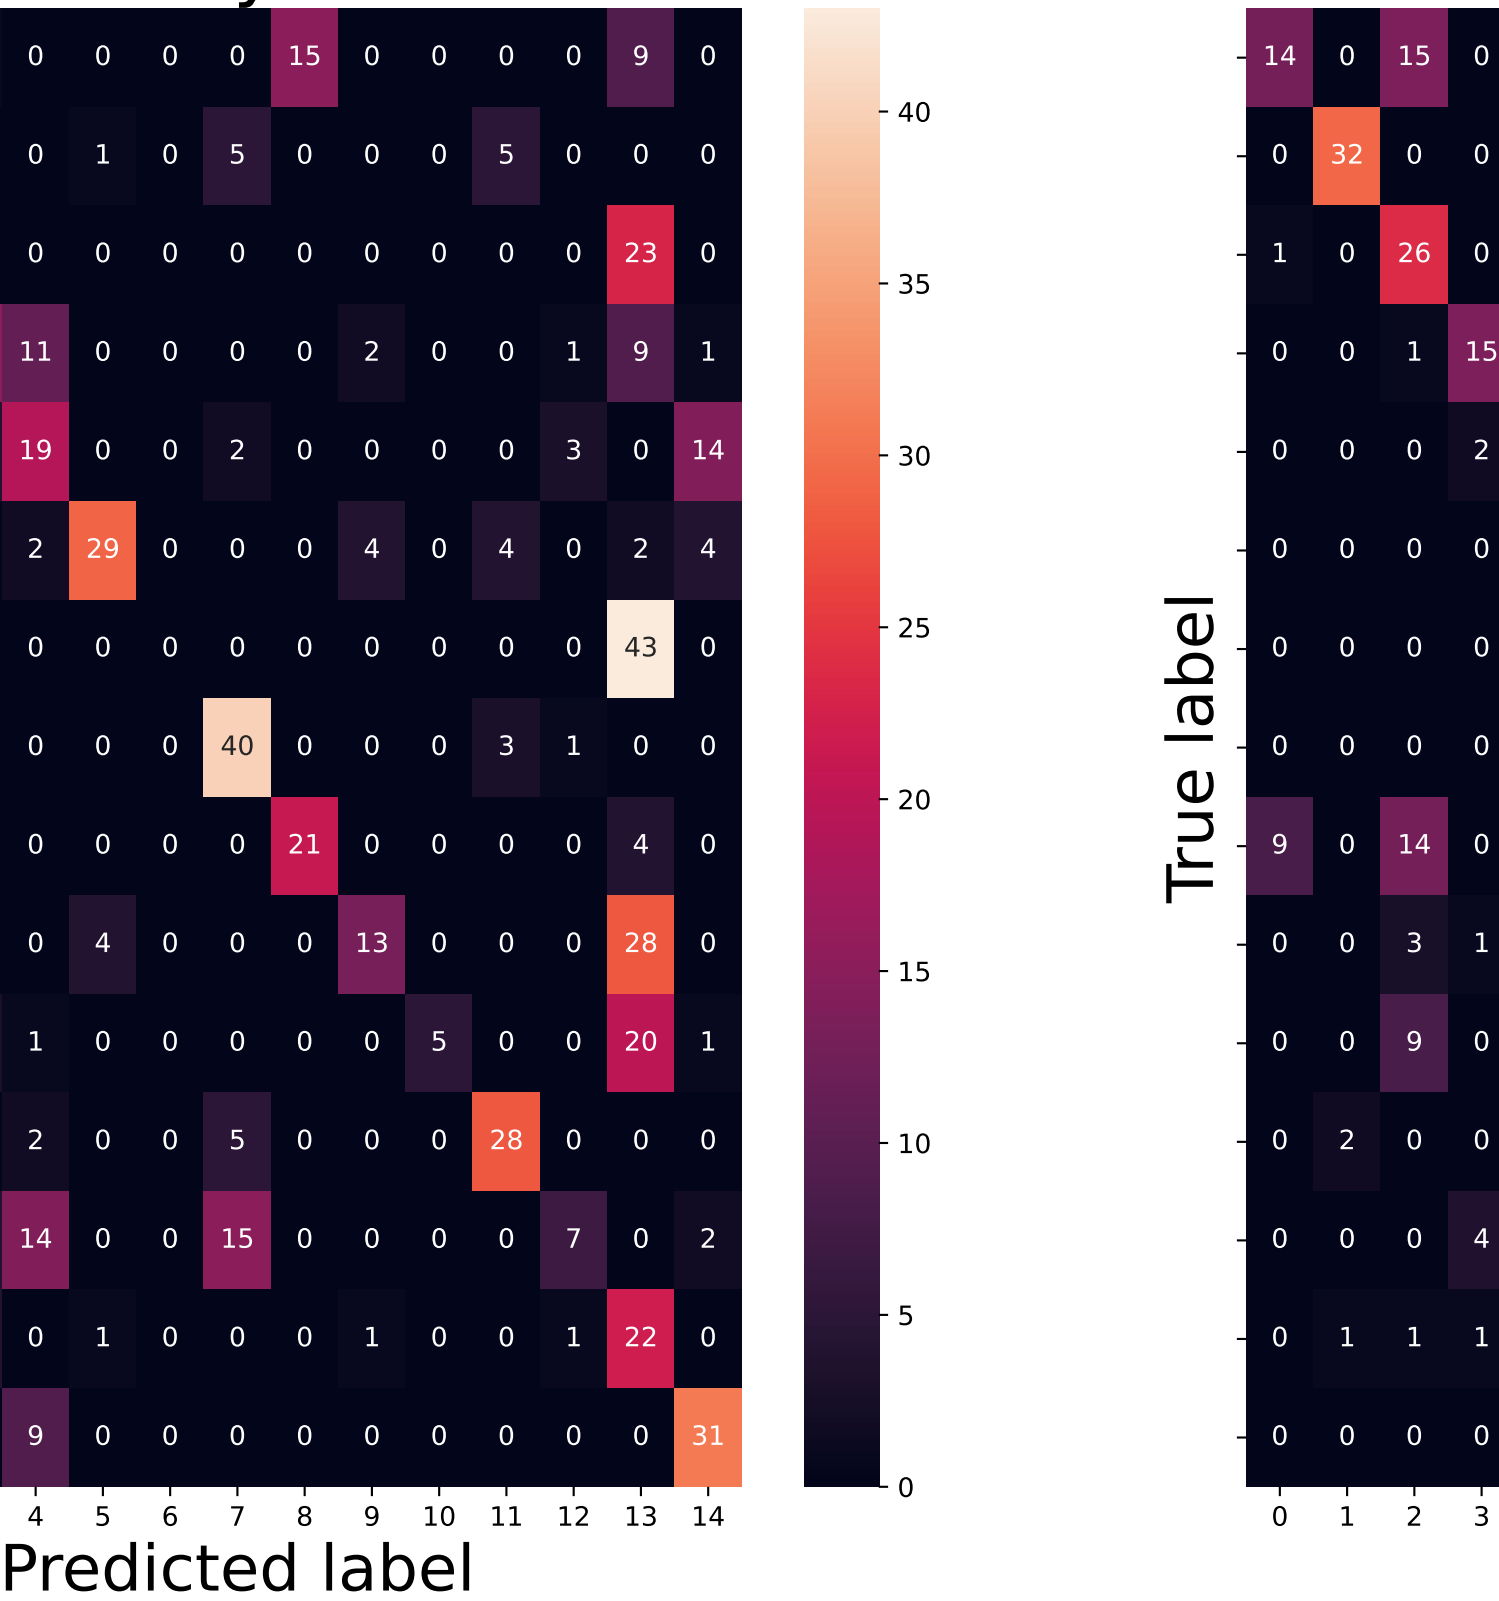 0 0 0 0 15 0 0 0 0 9 0
0 1 0 5 0 0 0 5 0 0 0
0 0 0 0 0 0 0 0 0 23 0
11 0 0 0 0 2 0 0 1 9 1
19 0 0 2 0 0 0 0 3 0 14
2 29 0 0 0 4 0 4 0 2 4
0 0 0 0 0 0 0 0 0 43 0
0 0 0 40 0 0 0 3 1 0 0
0 0 0 0 21 0 0 0 0 4 0
0 4 0 0 0 13 0 0 0 28 0
1 0 0 0 0 0 5 0 0 20 1
2 0 0 5 0 0 0 28 0 0 0
14 0 0 15 0 0 0 0 7 0 2
0 1 0 0 0 1 0 0 1 22 0
9 0 0 0 0 0 0 0 0 0 31
4 5 6 7 8 9 10 11 12 13 14
Predicted label
40
35
30
25
20
15
10
5
0
True label
14 0 15 0
0 32 0 0
1 0 26 0
0 0 1 15
0 0 0 2
0 0 0 0
0 0 0 0
0 0 0 0
9 0 14 0
0 0 3 1
0 0 9 0
0 2 0 0
0 0 0 4
0 1 1 1
0 0 0 0
0 1 2 3